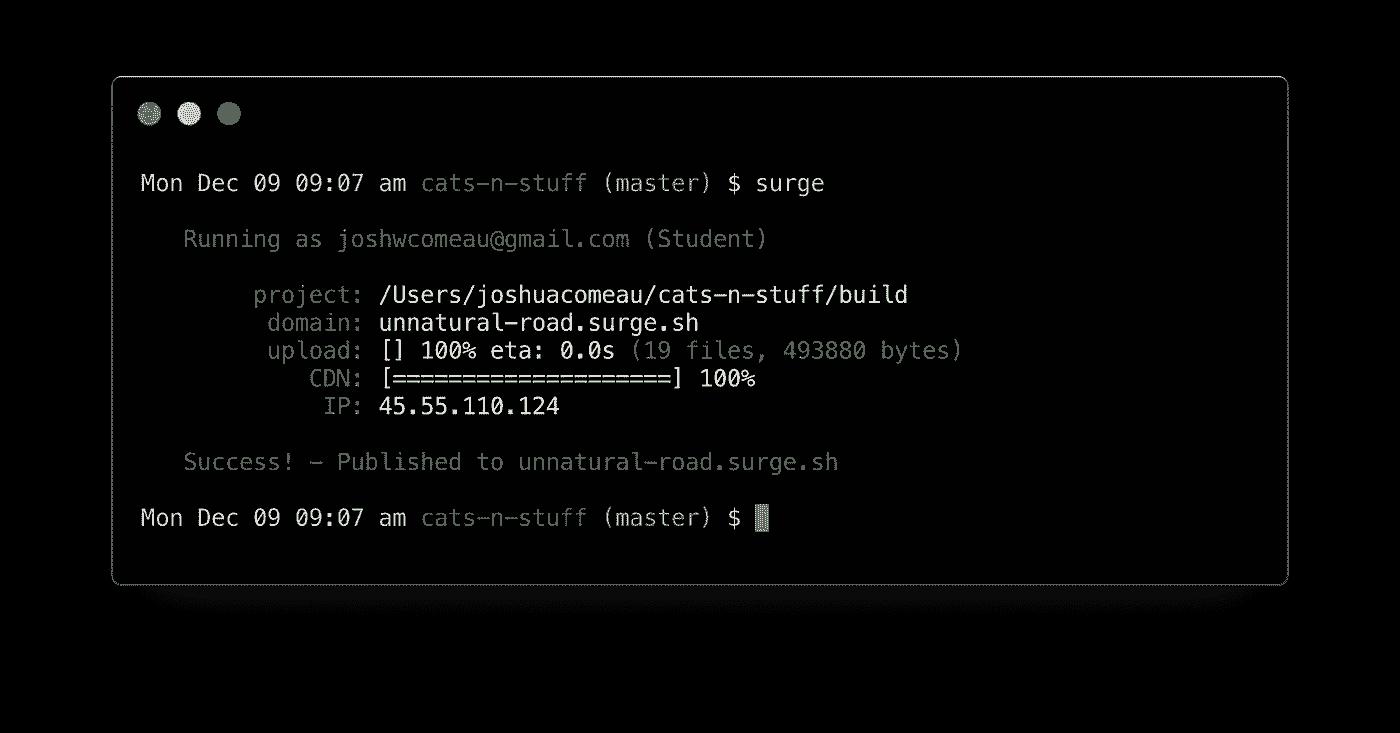 Mon Dec 09 09:07 am cats-n-stuff (master) $ surge
Running as joshwcomeau@gmail.com (Student)
project: /Users/joshuacomeau/cats-n-stuff/build
domain: unnatural-road.surge.sh
upload: [] 100% eta: 0.0s (19 files, 493880 bytes)
CDN: [====================] 100%
IP: 45.55.110.124
Success! - Published to unnatural-road.surge.sh
Mon Dec 09 09:07 am cats-n-stuff (master) $